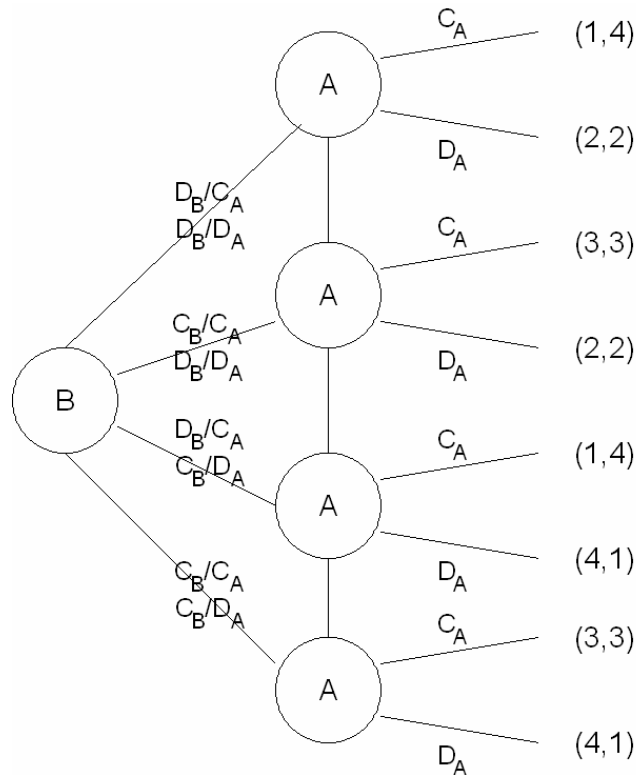 C_A (1,4)
A
D_A (2,2)
D_B/C_A
D_B/D_A
C_A (3,3)
A
C_B/C_A
D_B/D_A
D_A (2,2)
B
D_B/C_A
C_B/D_A
C_A (1,4)
A
D_A (4,1)
C_B/C_A
C_B/D_A
C_A (3,3)
A
D_A (4,1)